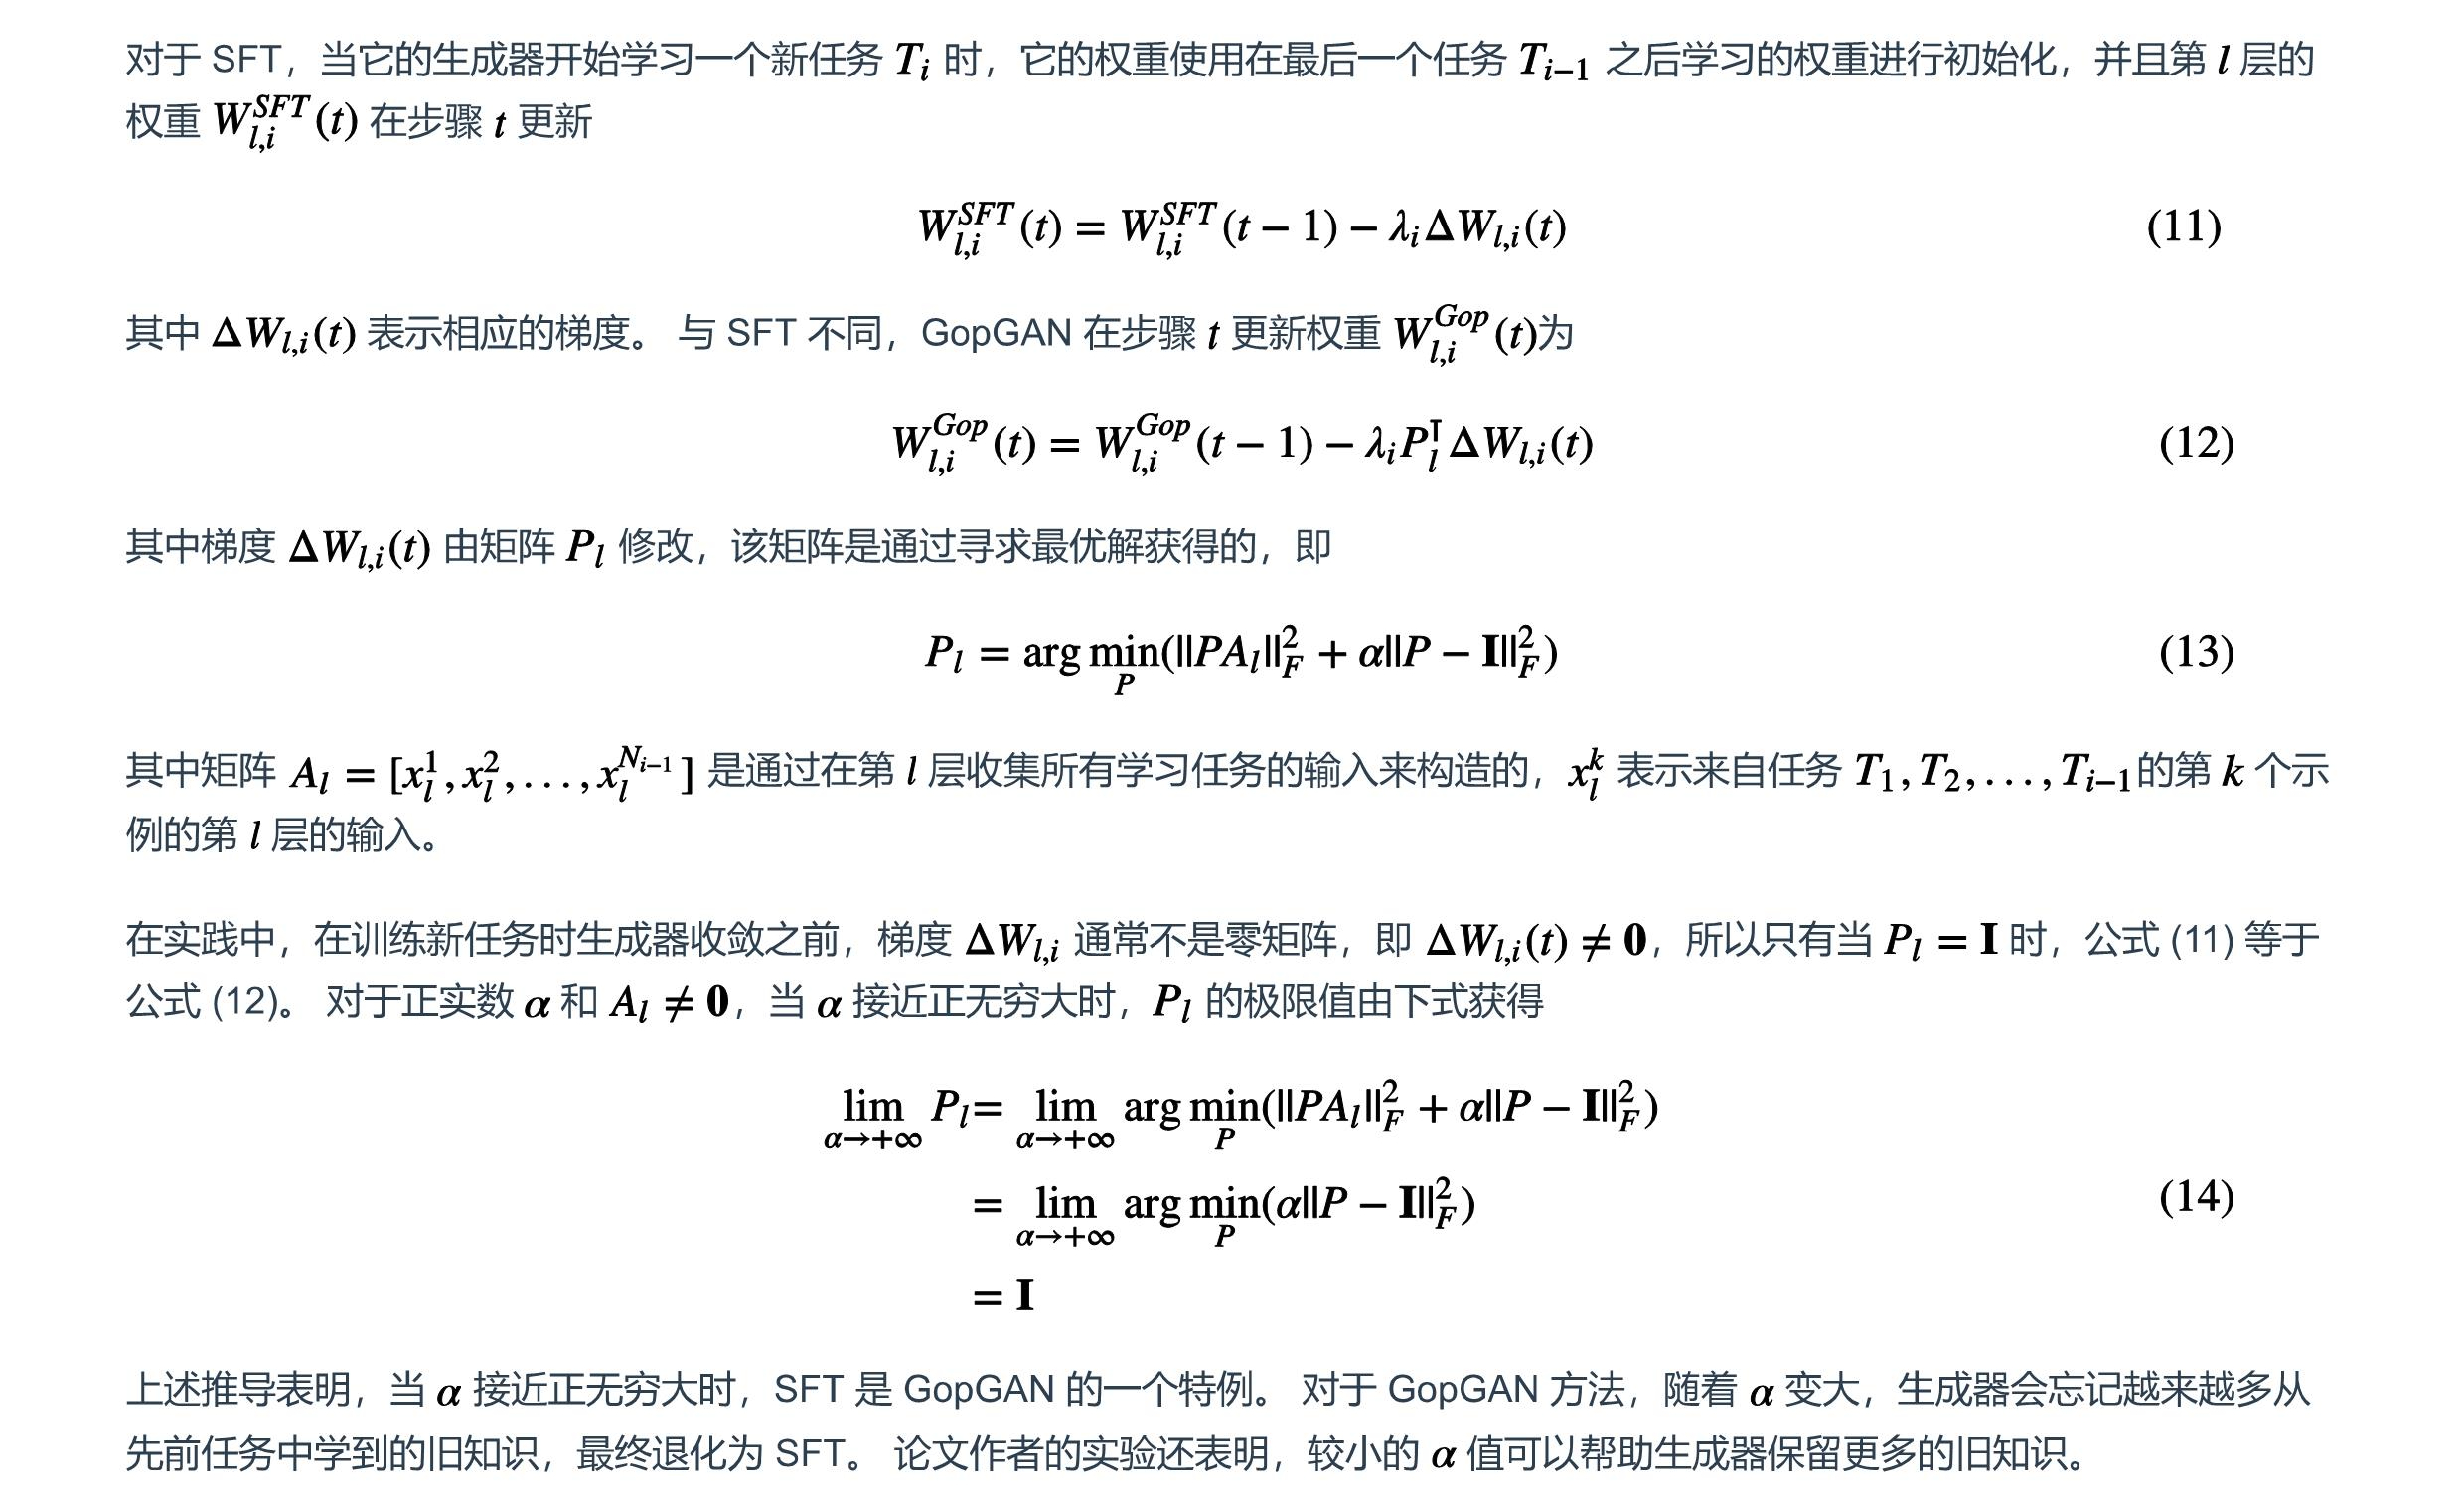 对于 SFT，当它的生成器开始学习一个新任务 $T_i$ 时，它的权重使用在最后一个任务 $T_{i-1}$ 之后学习的权重进行初始化，并且第 $l$ 层的
权重 $W_{l,i}^{SFT}(t)$ 在步骤 $t$ 更新
$W_{l,i}^{SFT}(t) = W_{l,i}^{SFT}(t-1) - \lambda_i \Delta W_{l,i}(t)$ (11)
其中 $\Delta W_{l,i}(t)$ 表示相应的梯度。 与 SFT 不同，GopGAN 在步骤 $t$ 更新权重 $W_{l,i}^{Gop}(t)$为
$W_{l,i}^{Gop}(t) = W_{l,i}^{Gop}(t-1) - \lambda_i P_l^\intercal \Delta W_{l,i}(t)$ (12)
其中梯度 $\Delta W_{l,i}(t)$ 由矩阵 $P_l$ 修改，该矩阵是通过寻求最优解获得的，即
$P_l = \arg\min_P (||PA_l||_F^2 + \alpha||P - \mathbf{I}||_F^2)$ (13)
其中矩阵 $A_l = [x_l^1, x_l^2, \ldots, x_l^{N_{i-1}}]$ 是通过在第 $l$ 层收集所有学习任务的输入来构造的，$x_l^k$ 表示来自任务 $T_1, T_2, \ldots, T_{i-1}$的第 $k$ 个示
例的第 $l$ 层的输入。
在实践中，在训练新任务时生成器收敛之前，梯度 $\Delta W_{l,i}$ 通常不是零矩阵，即 $\Delta W_{l,i}(t) \neq \mathbf{0}$，所以只有当 $P_l = \mathbf{I}$ 时，公式 (11) 等于
公式 (12)。 对于正实数 $\alpha$ 和 $A_l \neq \mathbf{0}$，当 $\alpha$ 接近正无穷大时，$P_l$ 的极限值由下式获得
$\lim_{\alpha \to +\infty} P_l = \lim_{\alpha \to +\infty} \arg\min_P (||PA_l||_F^2 + \alpha||P - \mathbf{I}||_F^2)$
$= \lim_{\alpha \to +\infty} \arg\min_P (\alpha||P - \mathbf{I}||_F^2)$ (14)
$= \mathbf{I}$
上述推导表明，当 $\alpha$ 接近正无穷大时，SFT 是 GopGAN 的一个特例。 对于 GopGAN 方法，随着 $\alpha$ 变大，生成器会忘记越来越多从
先前任务中学到的旧知识，最终退化为 SFT。 论文作者的实验还表明，较小的 $\alpha$ 值可以帮助生成器保留更多的旧知识。